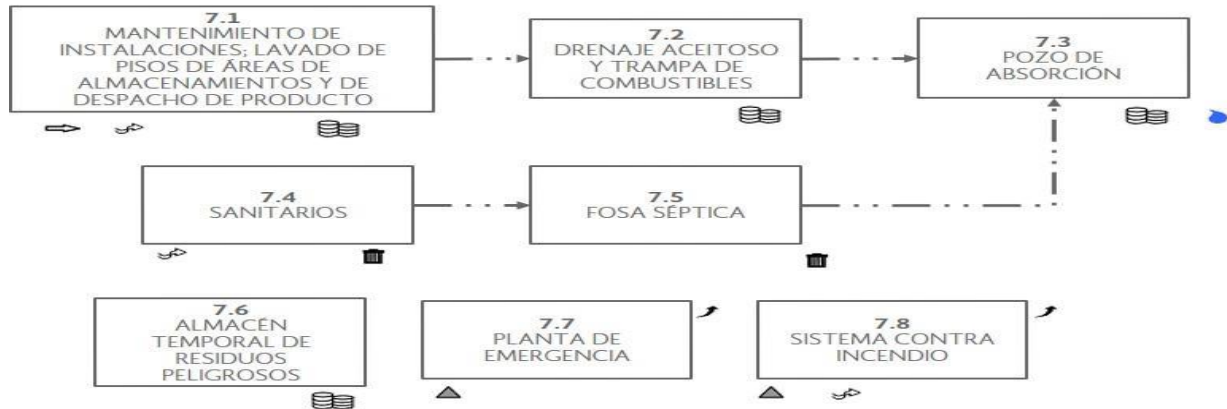 7.1
MANTENIMIENTO DE
INSTALACIONES; LAVADO DE
PISOS DE ÁREAS DE
ALMACENAMIENTOS Y DE
DESPACHO DE PRODUCTO
7.2
DRENAJE ACEITOSO
Y TRAMPA DE
COMBUSTIBLES
7.3
POZO DE
ABSORCIÓN
7.4
SANITARIOS
7.5
FOSA SÉPTICA
7.6
ALMACÉN
TEMPORAL DE
RESIDUOS
PELIGROSOS
7.7
PLANTA DE
EMERGENCIA
7.8
SISTEMA CONTRA
INCENDIO